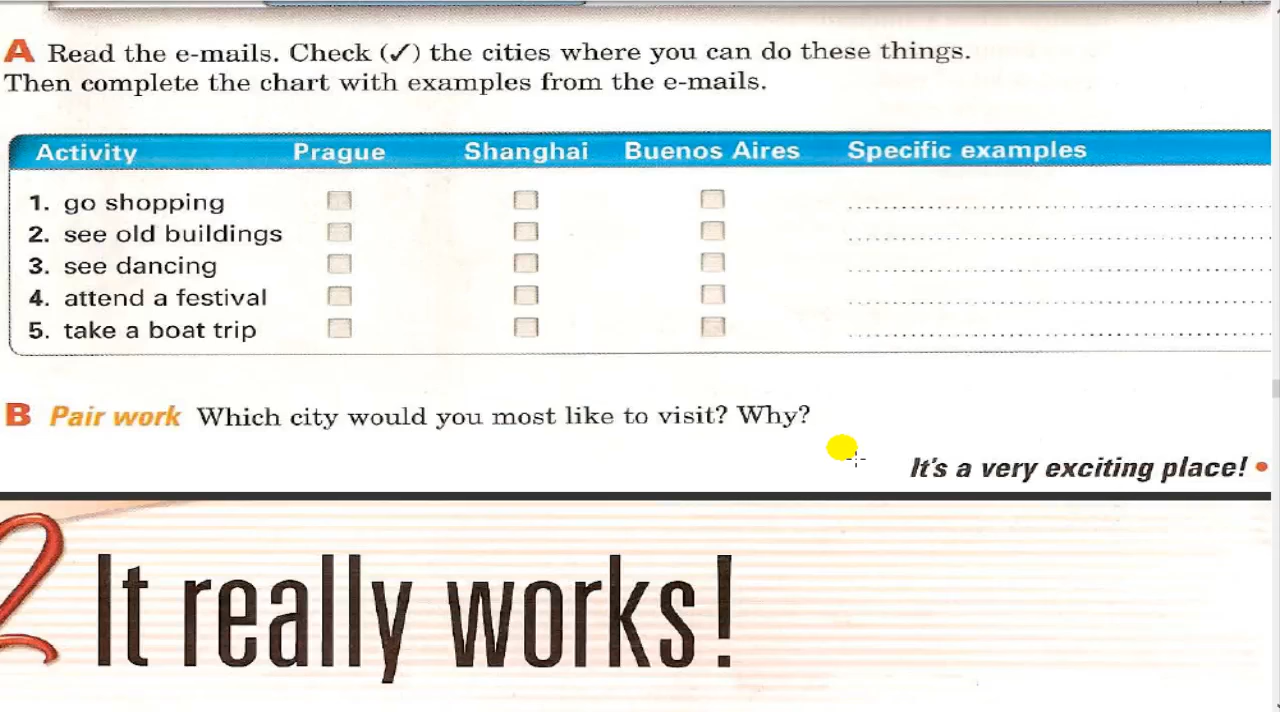 A Read the e-mails. Check (✓) the cities where you can do these things.
Then complete the chart with examples from the e-mails.
Activity Prague Shanghai Buenos Aires Specific examples
1. go shopping
2. see old buildings
3. see dancing
4. attend a festival
5. take a boat trip
B Pair work Which city would you most like to visit? Why?
It's a very exciting place! •
2 It really works!